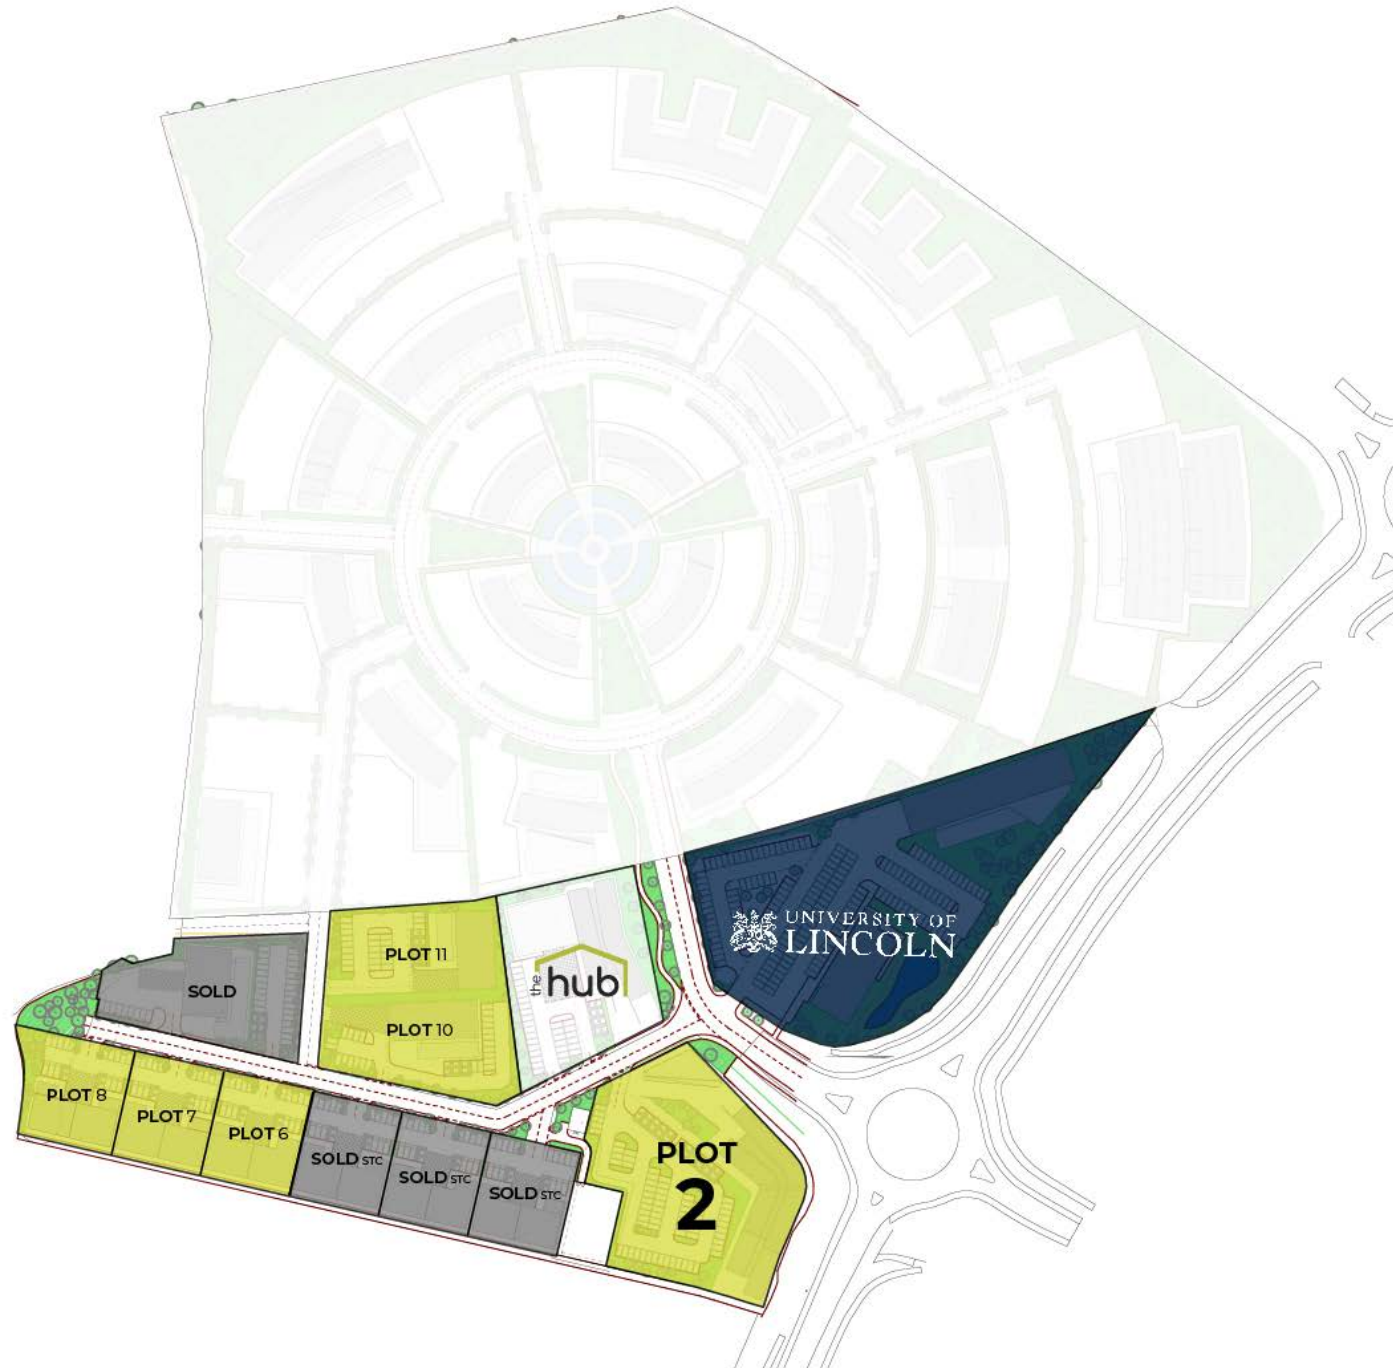 UNIVERSITY OF
LINCOLN
PLOT 11
the hub
SOLD
PLOT 10
PLOT 8
PLOT 7
PLOT 6
SOLD STC
SOLD STC
SOLD STC
PLOT
2